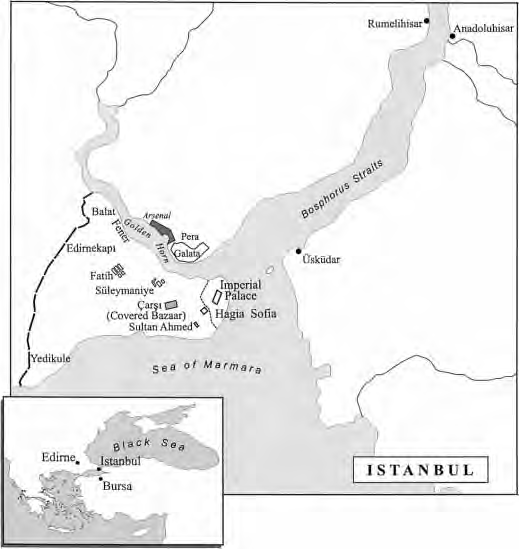 Rumelihisar
Anadoluhisar
Bosphorus Straits
Balat
Fener
Golden
Horn
Arsenal
Pera
Galata
Edirnekapı
Üsküdar
Fatih
Süleymaniye
Imperial
Palace
Çarşı
(Covered Bazaar)
Hagia Sofia
Sultan Ahmed
Yedikule
Sea of Marmara
Black Sea
Edirne
Istanbul
Bursa
ISTANBUL